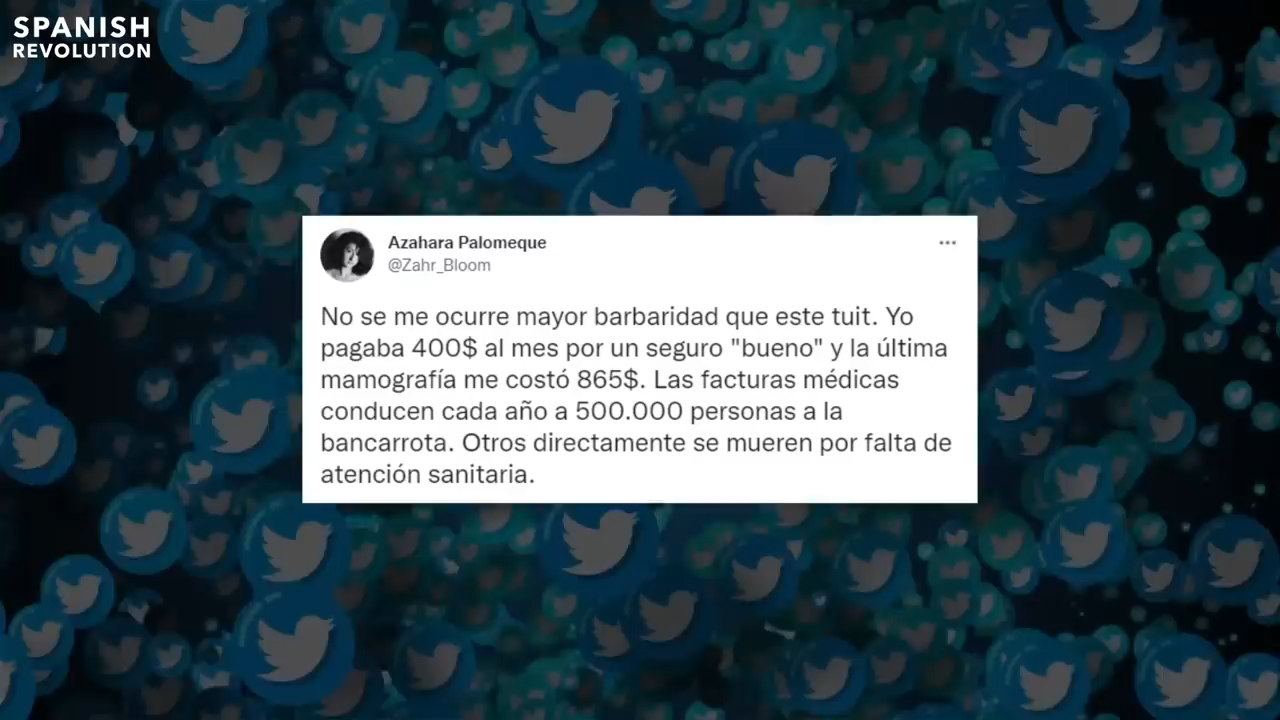 SPANISH
REVOLUTION
Azahara Palomeque
@Zahr_Bloom
No se me ocurre mayor barbaridad que este tuit. Yo
pagaba 400$ al mes por un seguro "bueno" y la última
mamografía me costó 865$. Las facturas médicas
conducen cada año a 500.000 personas a la
bancarrota. Otros directamente se mueren por falta de
atención sanitaria.